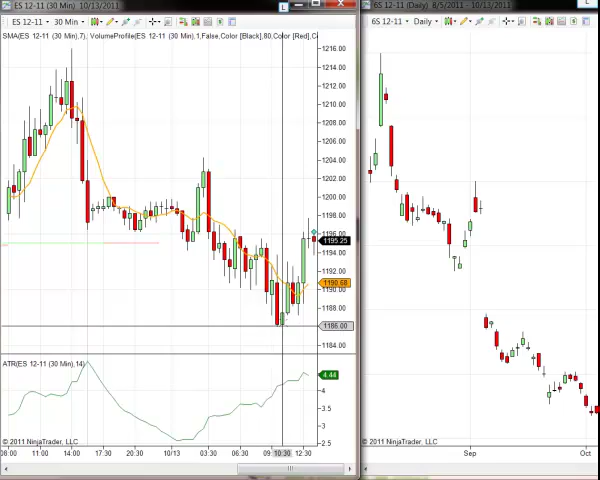 ES 12-11 (30 Min) 10/13/2011
L
ES 12-11 30 Min
SMA(ES 12-11 (30 Min),7), VolumeProfile(ES 12-11 (30 Min),1,False,Color [Black],80,Color [Red],C
1216.00
1212.00
1210.00
1208.00
1206.00
1204.00
1202.00
1200.00
1198.00
1196.00
1195.25
1194.00
1192.00
1190.68
1190.00
1188.00
1186.00
1184.00
ATR(ES 12-11 (30 Min),14)
4.44
4
3.5
3
2.5
© 2011 NinjaTrader, LLC
08:00 11:00 14:00 17:30 20:30 10/13 03:30 06:30 10:30 12:30
6S 12-11 (Daily) 8/5/2011 - 10/13/2011
L
6S 12-11 Daily
© 2011 NinjaTrader, LLC
Sep Oct